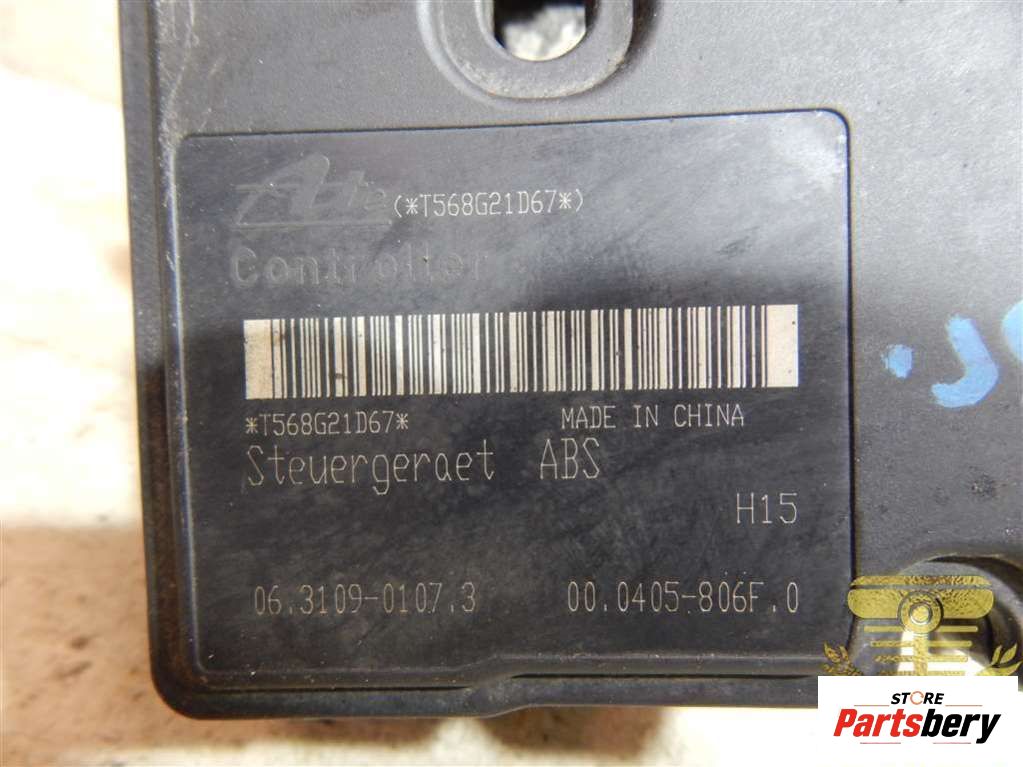 Ate (*T568G21D67*)
Controller
*T568G21D67* MADE IN CHINA
Steuergeraet ABS
H15
06.3109-0107.3 00.0405-806F.0
STORE
Partsbery